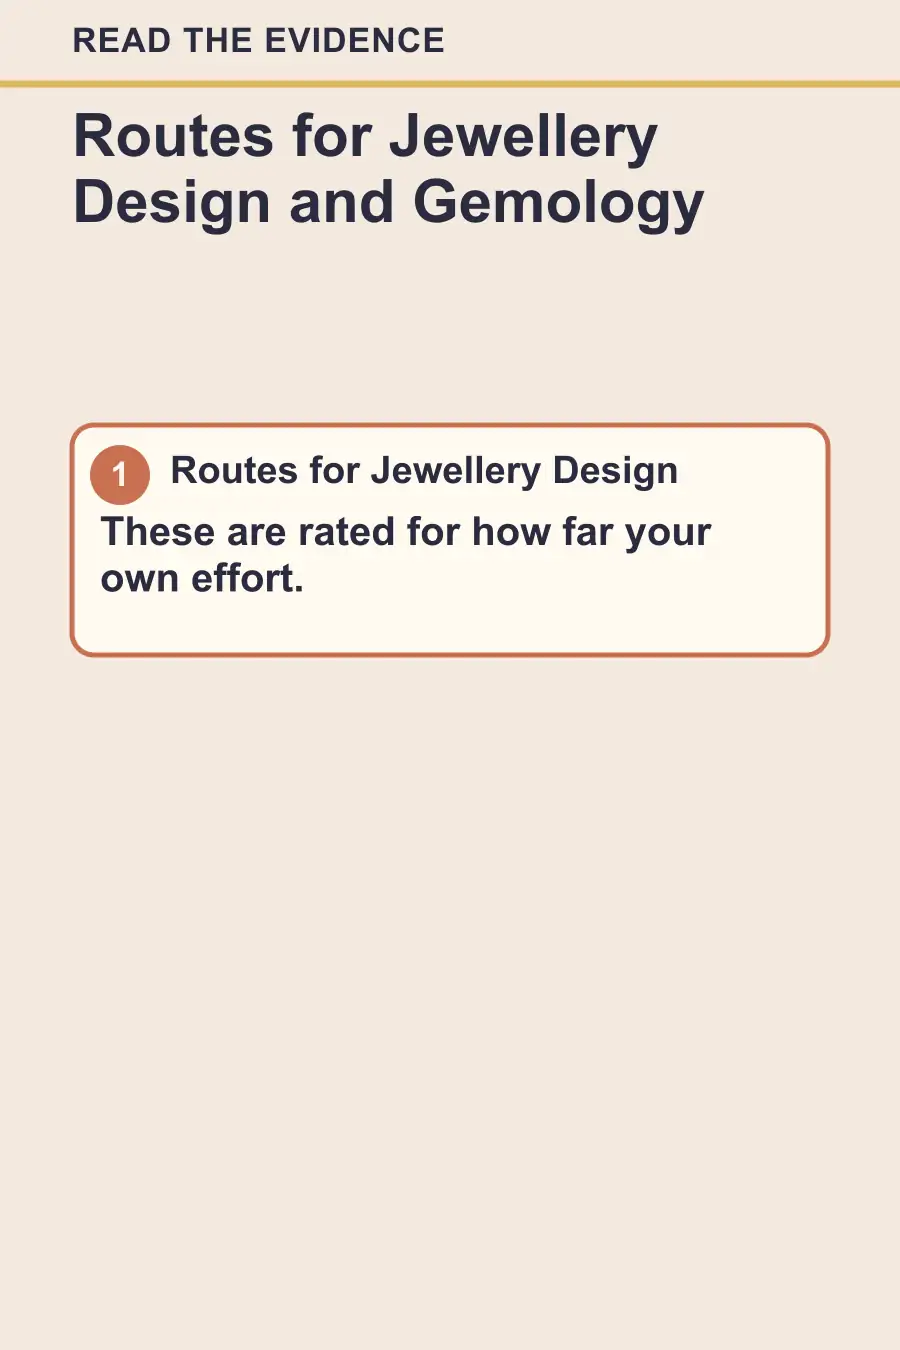 READ THE EVIDENCE
Routes for Jewellery
Design and Gemology
1 Routes for Jewellery Design
These are rated for how far your
own effort.